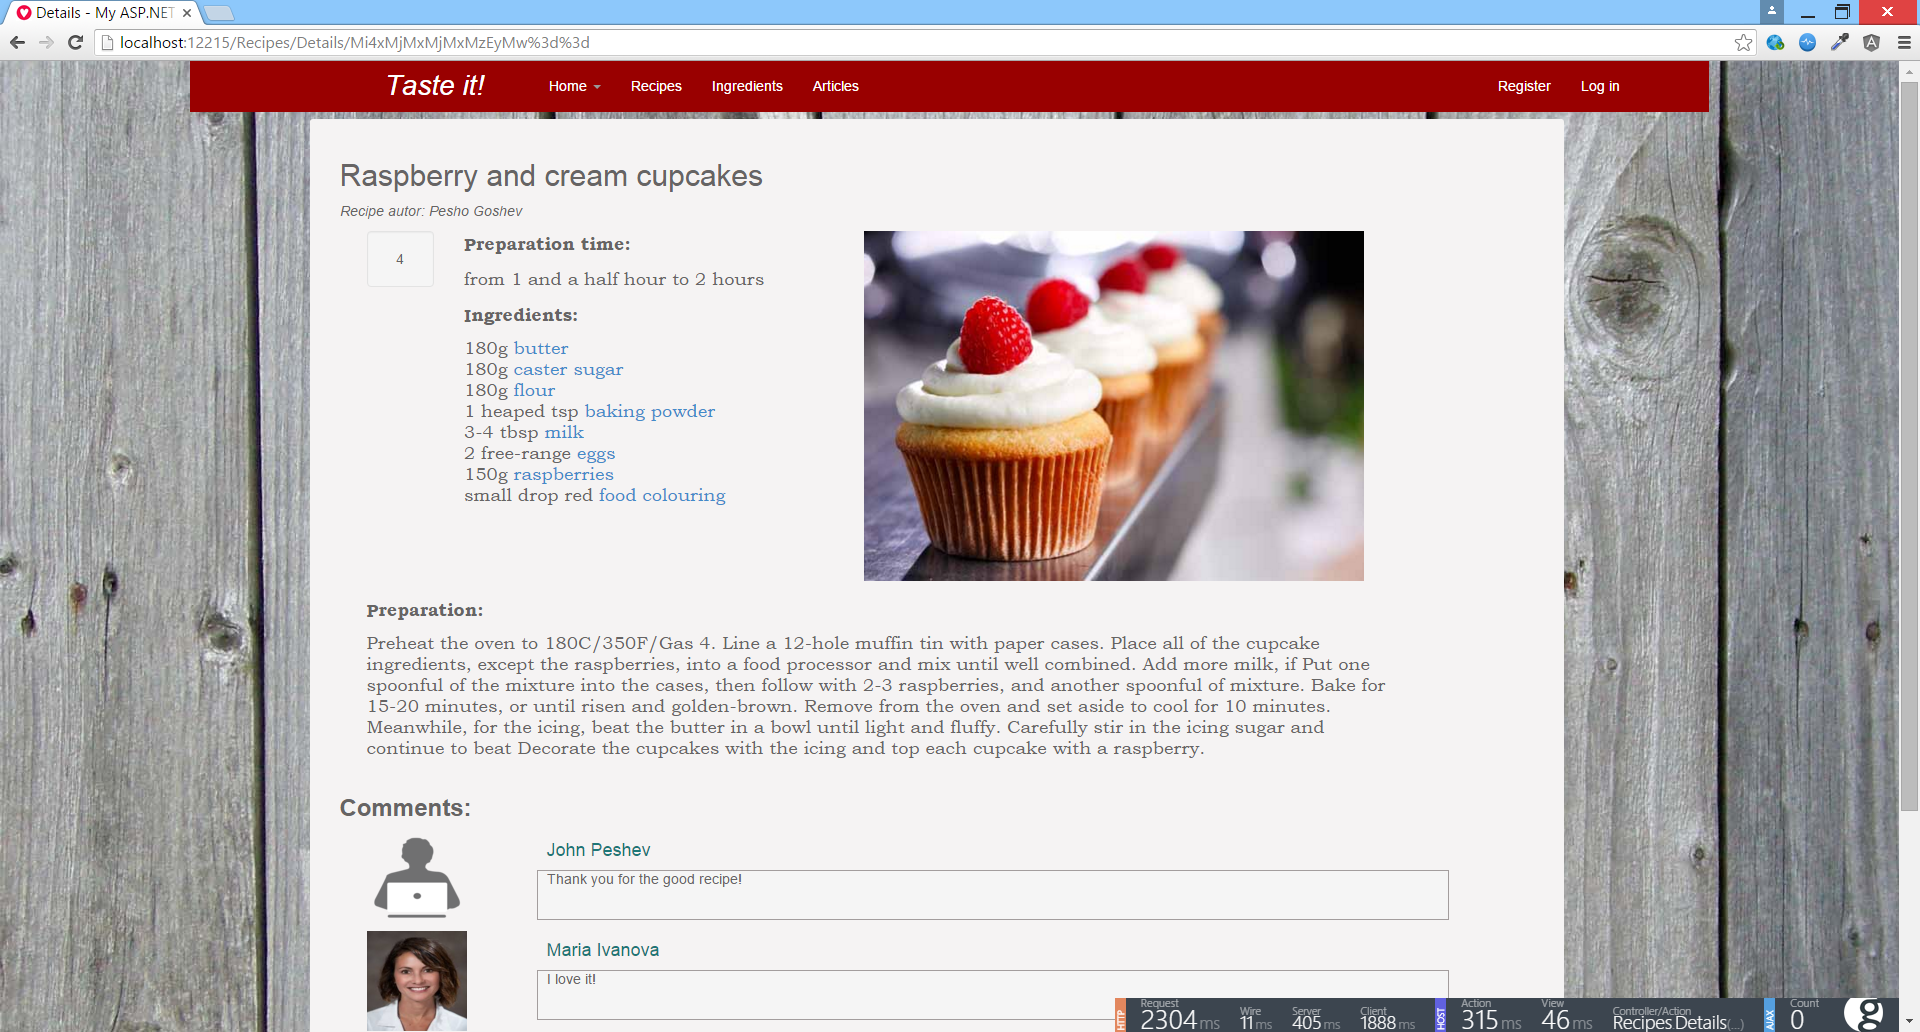 Details - My ASP.NET
localhost:12215/Recipes/Details/Mi4xMjMxMjMxMzEyMw%3d%3d
Taste it! Home Recipes Ingredients Articles Register Log in
Raspberry and cream cupcakes
Recipe autor: Pesho Goshev
4
Preparation time:
from 1 and a half hour to 2 hours
Ingredients:
180g butter
180g caster sugar
180g flour
1 heaped tsp baking powder
3-4 tbsp milk
2 free-range eggs
150g raspberries
small drop red food colouring
Preparation:
Preheat the oven to 180C/350F/Gas 4. Line a 12-hole muffin tin with paper cases. Place all of the cupcake
ingredients, except the raspberries, into a food processor and mix until well combined. Add more milk, if Put one
spoonful of the mixture into the cases, then follow with 2-3 raspberries, and another spoonful of mixture. Bake for
15-20 minutes, or until risen and golden-brown. Remove from the oven and set aside to cool for 10 minutes.
Meanwhile, for the icing, beat the butter in a bowl until light and fluffy. Carefully stir in the icing sugar and
continue to beat Decorate the cupcakes with the icing and top each cupcake with a raspberry.
Comments:
John Peshev
Thank you for the good recipe!
Maria Ivanova
I love it!
HTTP Request Wire Server Client HOST Action View Controller/Action AJAX Count
2304 ms 11 ms 405 ms 1888 ms 315 ms 46 ms Recipes Details(...) 0 g